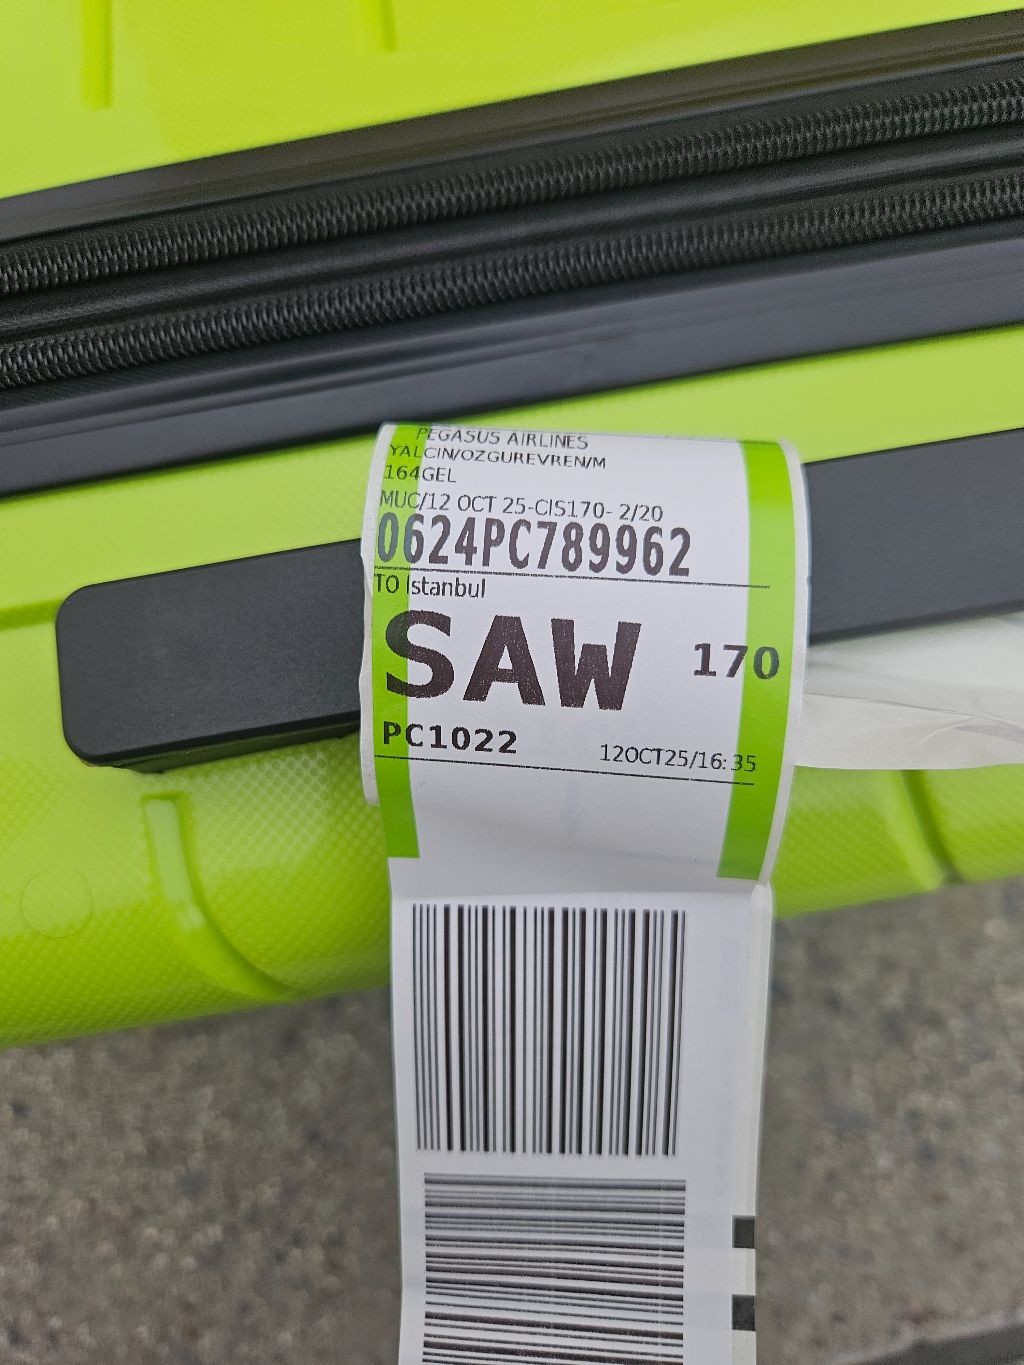 PEGASUS AIRLINES
YALCIN/OZGUREVREN/M
164GEL
MUC/12 OCT 25-CIS170- 2/20
0624PC789962
TO Istanbul
SAW 170
PC1022 12OCT25/16:35